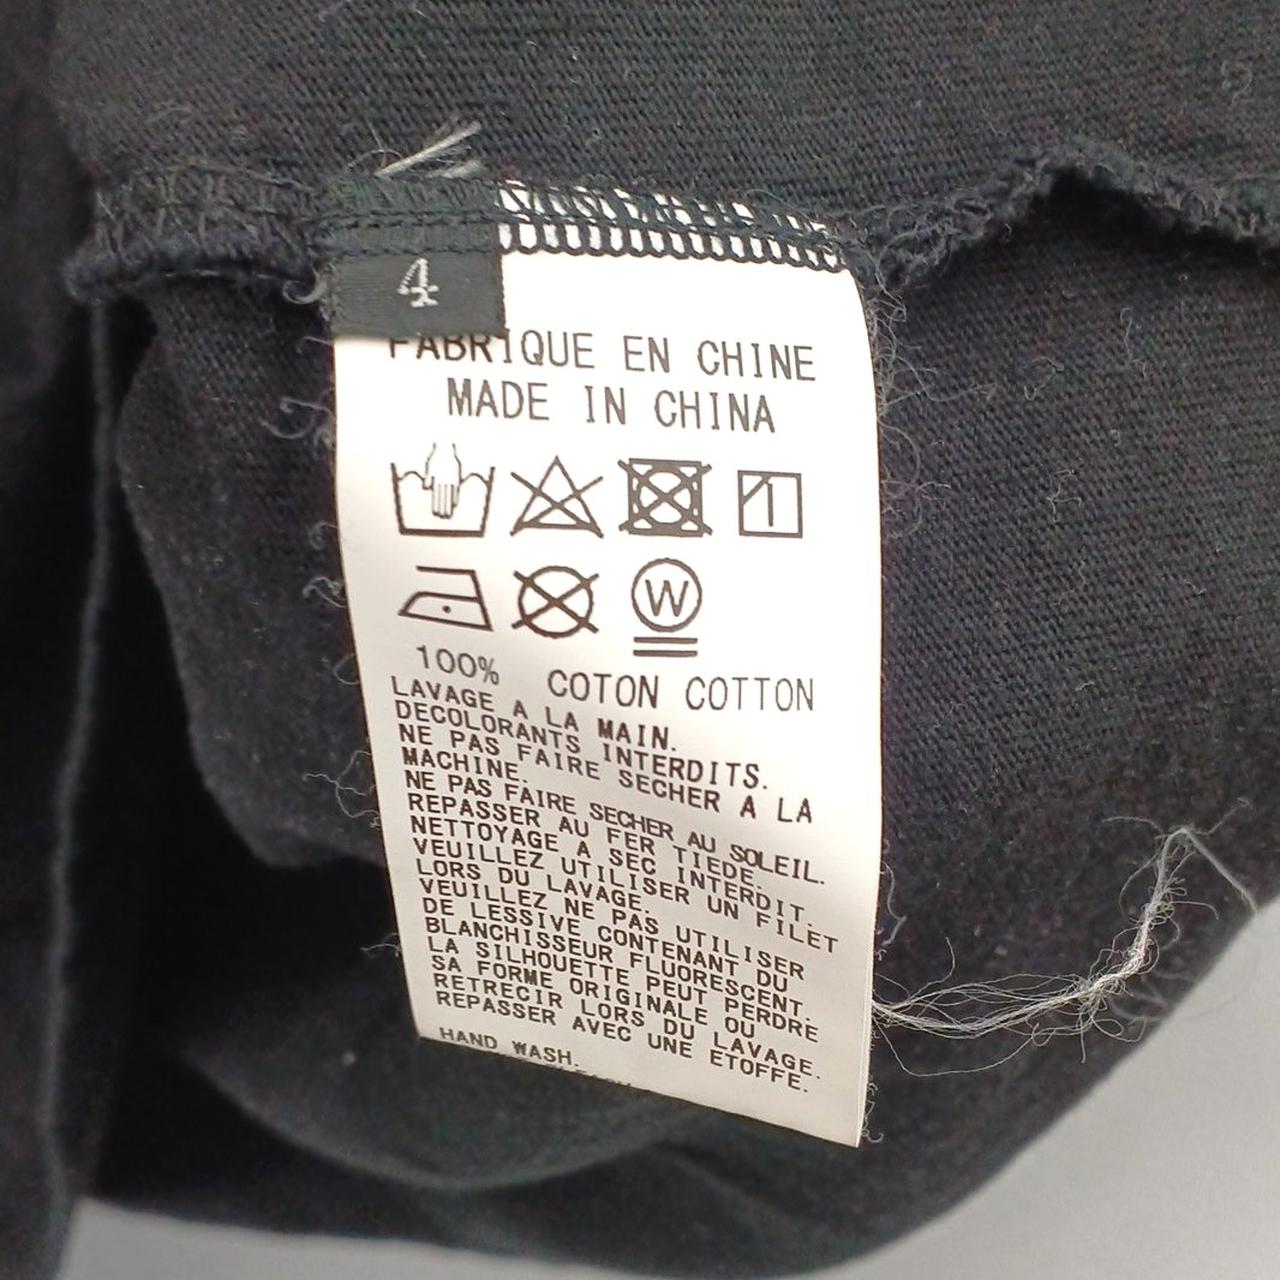 4
FABRIQUE EN CHINE
MADE IN CHINA
W
100% COTON COTTON
LAVAGE A LA MAIN.
DECOLORANTS INTERDITS.
NE PAS FAIRE SECHER A LA
MACHINE.
NE PAS FAIRE SECHER AU SOLEIL.
REPASSER AU FER TIEDE.
NETTOYAGE A SEC INTERDIT.
VEUILLEZ UTILISER UN FILET
LORS DU LAVAGE.
VEUILLEZ NE PAS UTILISER
DE LESSIVE CONTENANT DU
BLANCHISSEUR FLUORESCENT.
LA SILHOUETTE PEUT PERDRE
SA FORME ORIGINALE OU
RETRECIR LORS DU LAVAGE.
REPASSER AVEC UNE ETOFFE.
HAND WASH.